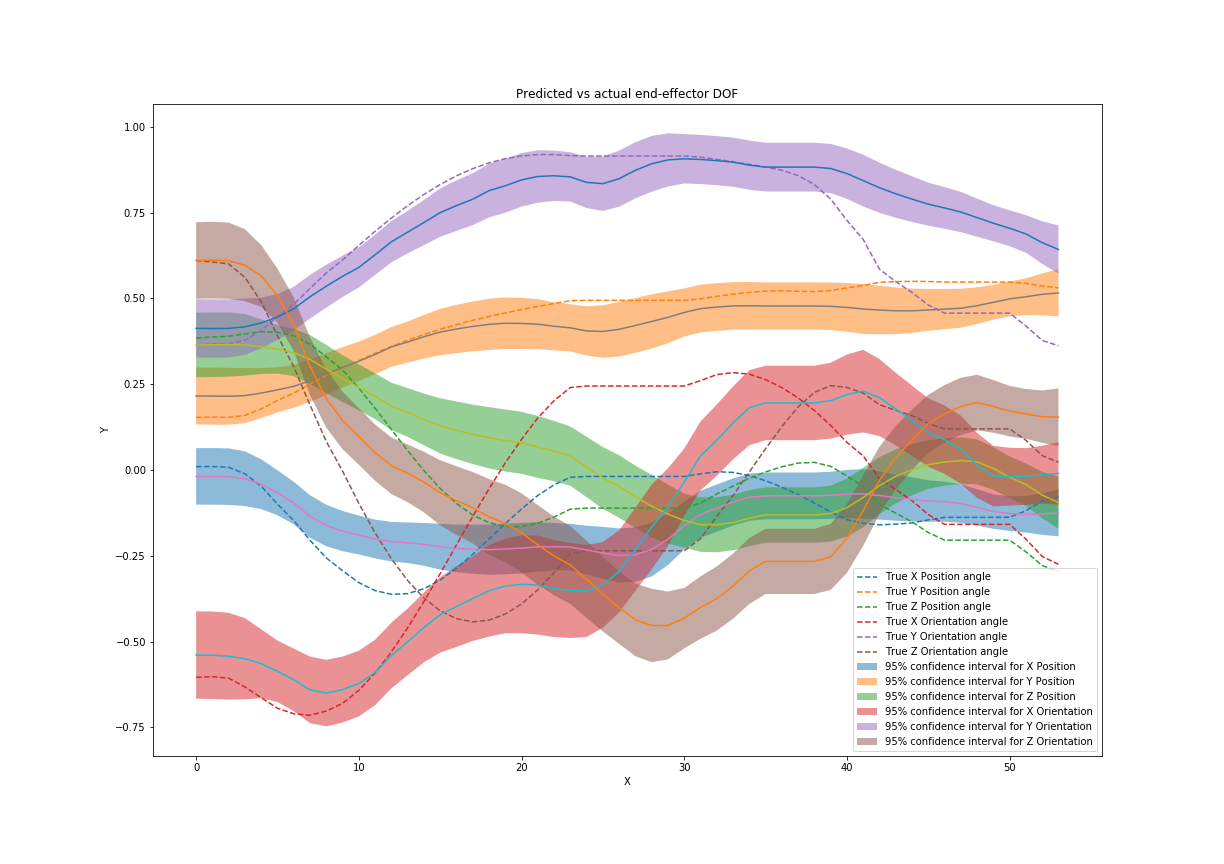 Predicted vs actual end-effector DOF
Y
1.00
0.75
0.50
0.25
0.00
−0.25
−0.50
−0.75
True X Position angle
True Y Position angle
True Z Position angle
True X Orientation angle
True Y Orientation angle
True Z Orientation angle
95% confidence interval for X Position
95% confidence interval for Y Position
95% confidence interval for Z Position
95% confidence interval for X Orientation
95% confidence interval for Y Orientation
95% confidence interval for Z Orientation
0 10 20 30 40 50
X